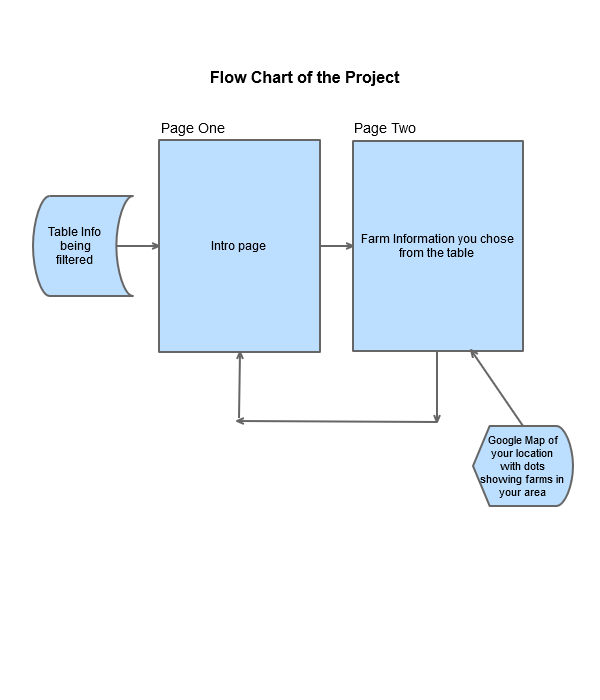 Flow Chart of the Project
Page One
Page Two
Table Info
being
filtered
Intro page
Farm Information you chose
from the table
Google Map of
your location
with dots
showing farms in
your area